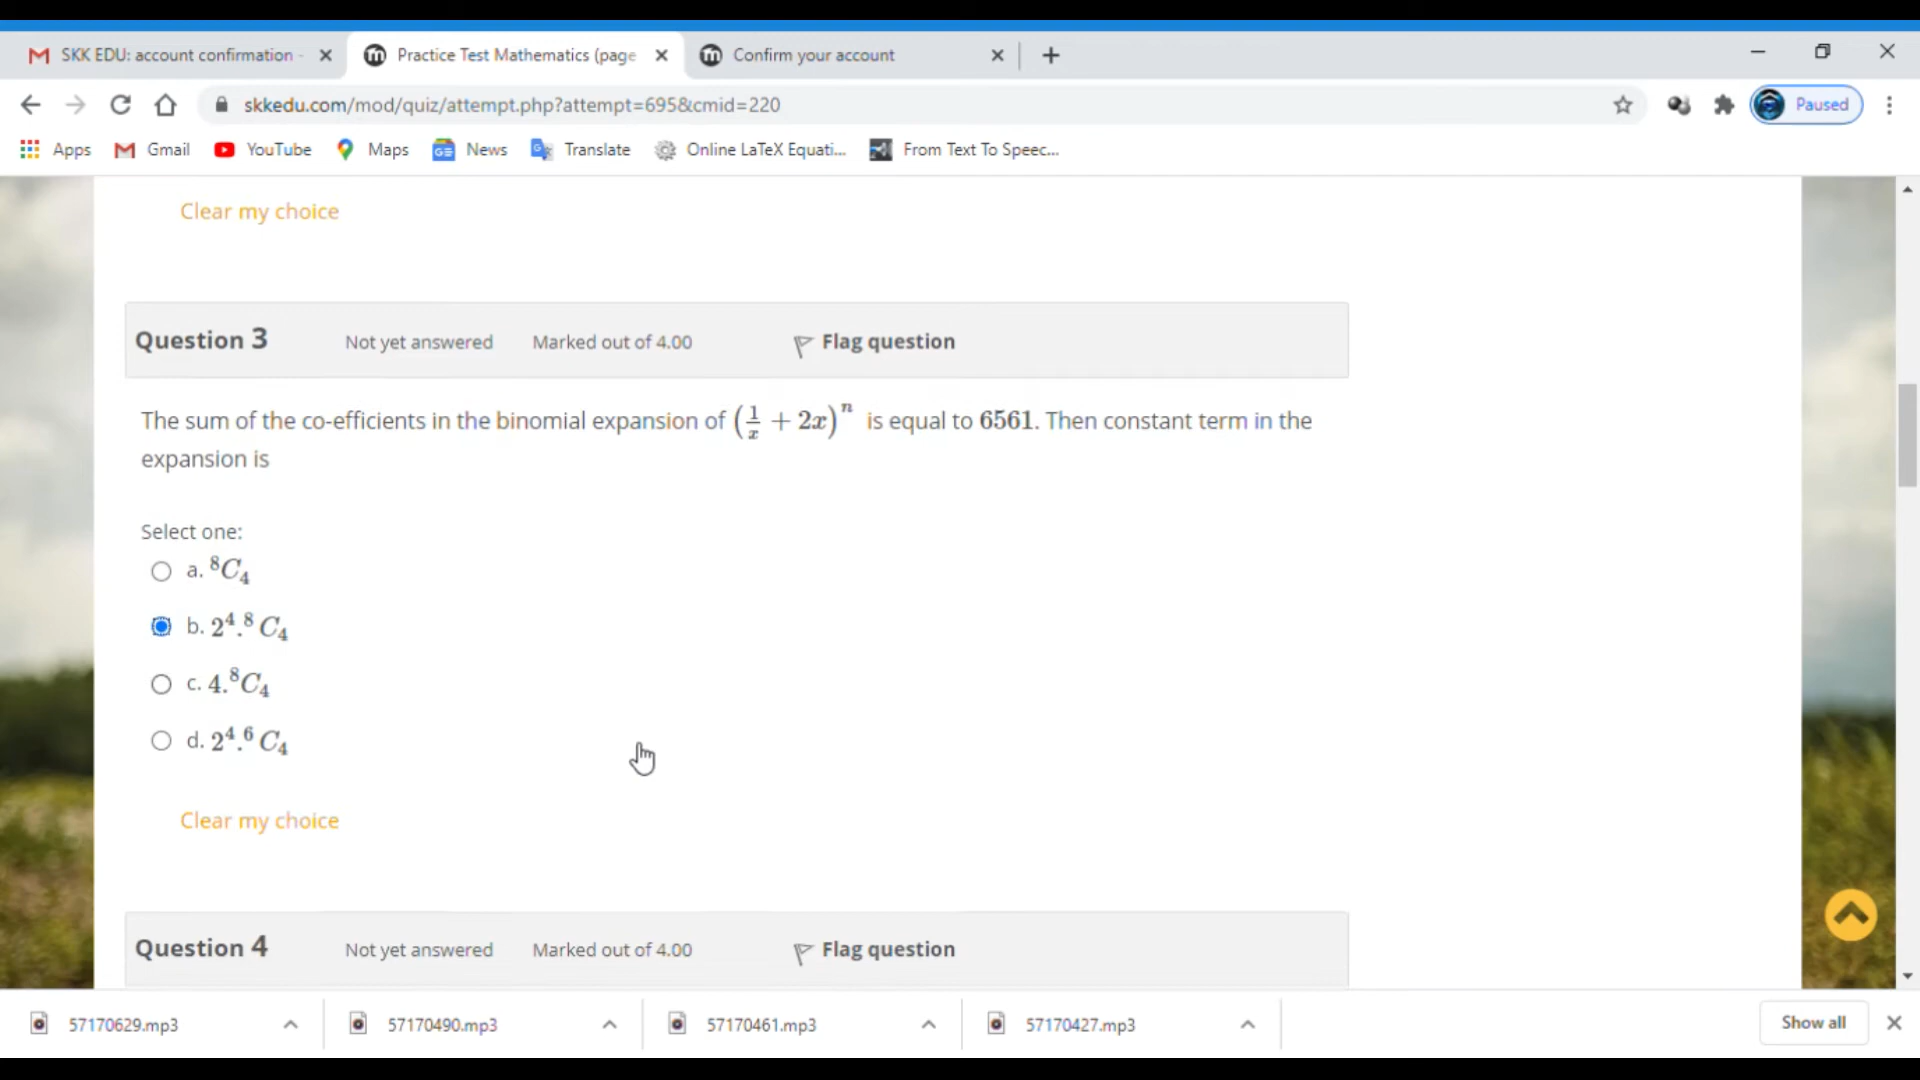 SKK EDU: account confirmation -
Practice Test Mathematics (page
Confirm your account
skkedu.com/mod/quiz/attempt.php?attempt=695&cmid=220
Paused
Apps
Gmail
YouTube
Maps
News
Translate
Online LaTeX Equati...
From Text To Speec...
Clear my choice
Question 3 Not yet answered Marked out of 4.00 Flag question
The sum of the co-efficients in the binomial expansion of (1/x + 2x)^n is equal to 6561. Then constant term in the
expansion is
Select one:
a. ⁸C₄
b. 2⁴.⁸C₄
c. 4.⁸C₄
d. 2⁴.⁶C₄
Clear my choice
Question 4 Not yet answered Marked out of 4.00 Flag question
57170629.mp3
57170490.mp3
57170461.mp3
57170427.mp3
Show all